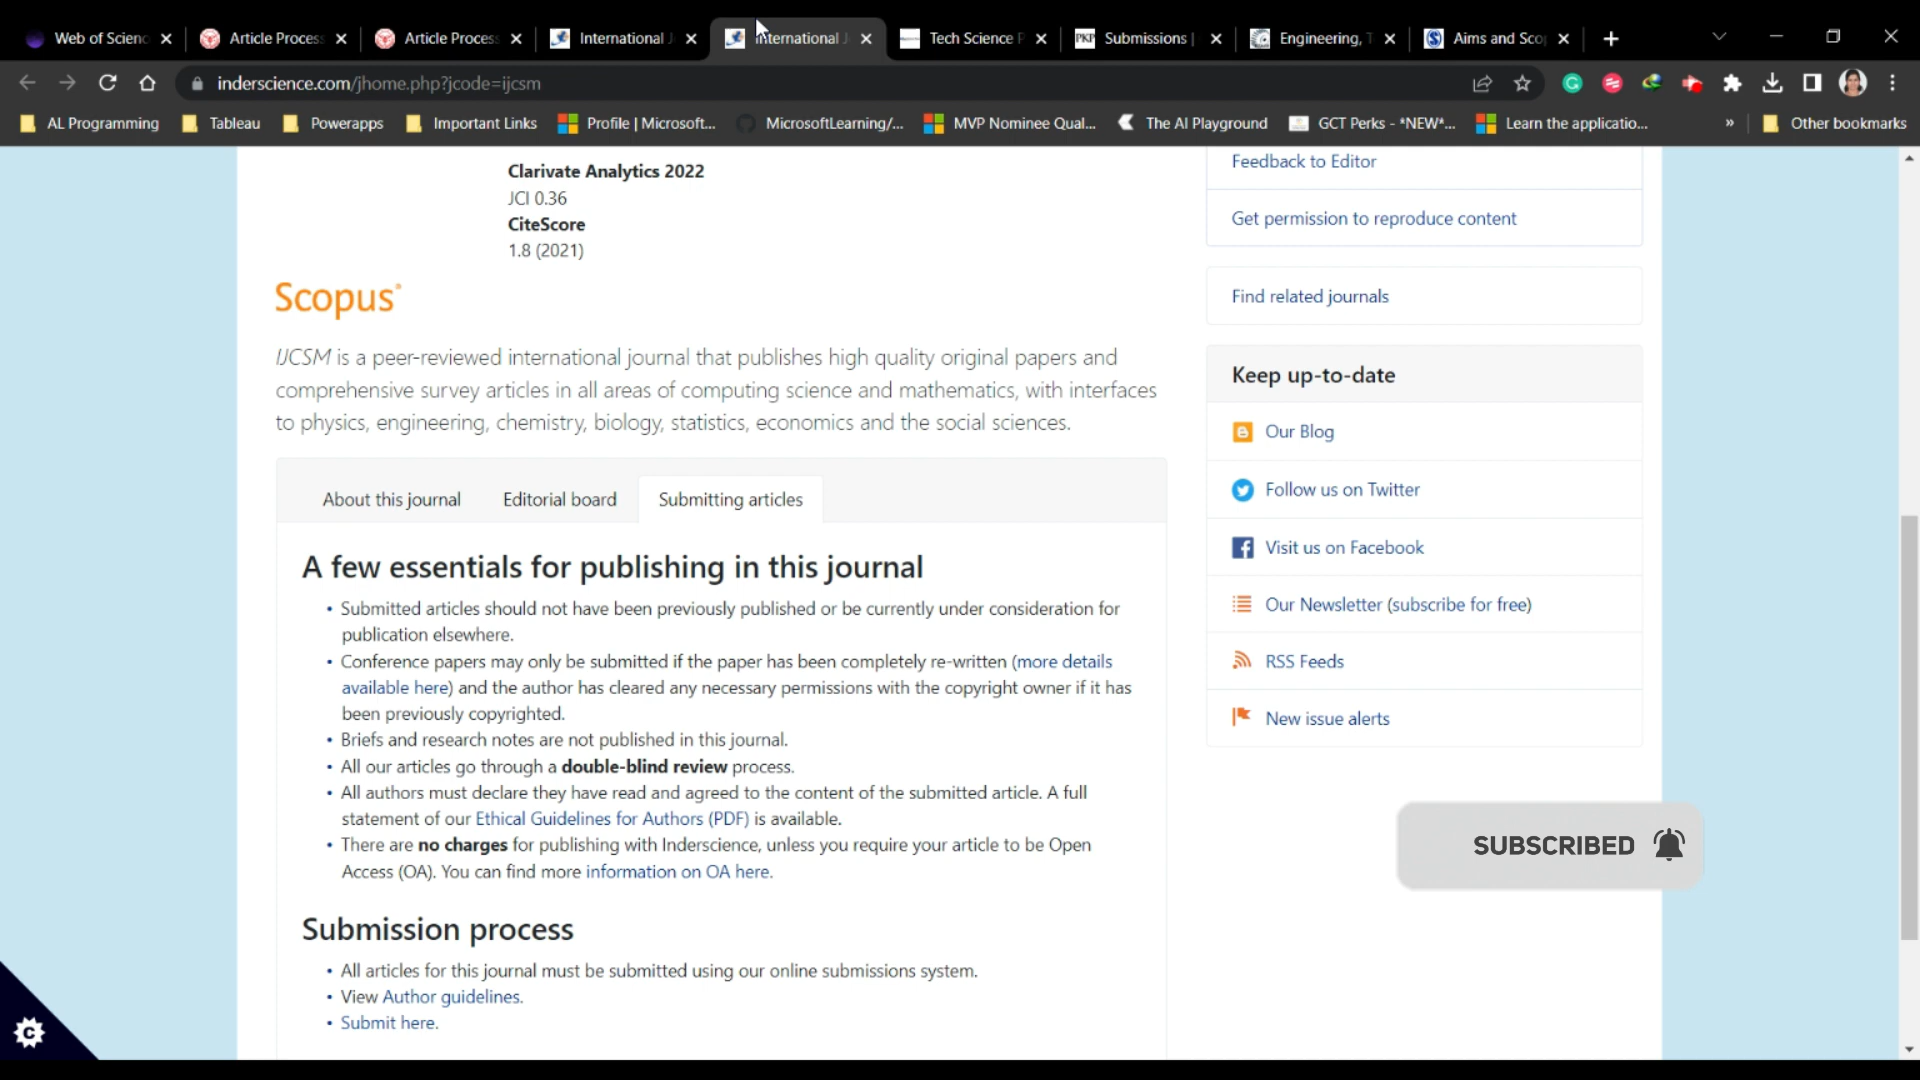 Web of Scienc
Article Process
Article Process
International J
International J
Tech Science P
PKP Submissions |
Engineering, T
Aims and Scop
inderscience.com/jhome.php?jcode=ijcsm
AL Programming
Tableau
Powerapps
Important Links
Profile | Microsoft...
MicrosoftLearning/...
MVP Nominee Qual...
The AI Playground
GCT Perks - *NEW*...
Learn the applicatio...
»
Other bookmarks
Clarivate Analytics 2022
JCI 0.36
CiteScore
1.8 (2021)
Scopus®
IJCSM is a peer-reviewed international journal that publishes high quality original papers and
comprehensive survey articles in all areas of computing science and mathematics, with interfaces
to physics, engineering, chemistry, biology, statistics, economics and the social sciences.
About this journal
Editorial board
Submitting articles
A few essentials for publishing in this journal
• Submitted articles should not have been previously published or be currently under consideration for
publication elsewhere.
• Conference papers may only be submitted if the paper has been completely re-written (more details
available here) and the author has cleared any necessary permissions with the copyright owner if it has
been previously copyrighted.
• Briefs and research notes are not published in this journal.
• All our articles go through a double-blind review process.
• All authors must declare they have read and agreed to the content of the submitted article. A full
statement of our Ethical Guidelines for Authors (PDF) is available.
• There are no charges for publishing with Inderscience, unless you require your article to be Open
Access (OA). You can find more information on OA here.
Submission process
• All articles for this journal must be submitted using our online submissions system.
• View Author guidelines.
• Submit here.
Feedback to Editor
Get permission to reproduce content
Find related journals
Keep up-to-date
Our Blog
Follow us on Twitter
Visit us on Facebook
Our Newsletter (subscribe for free)
RSS Feeds
New issue alerts
SUBSCRIBED
C